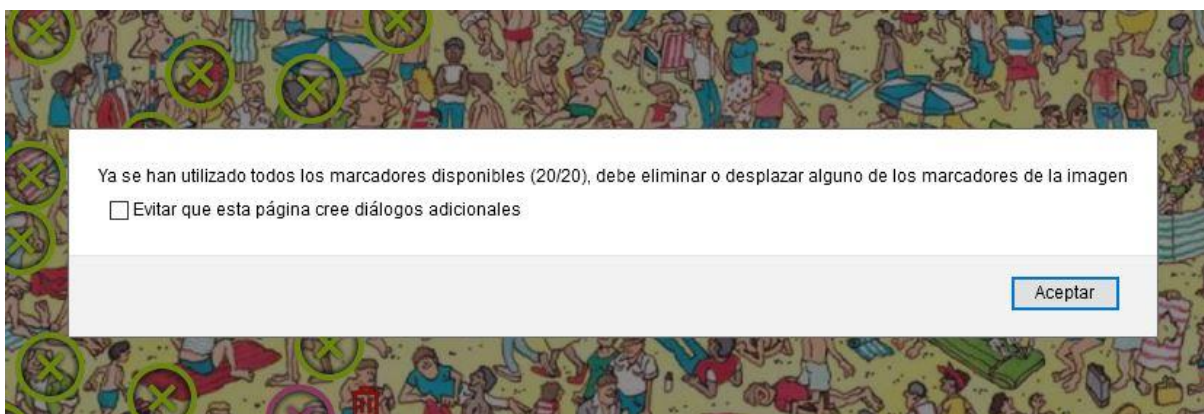 Ya se han utilizado todos los marcadores disponibles (20/20), debe eliminar o desplazar alguno de los marcadores de la imagen
Evitar que esta página cree diálogos adicionales
Aceptar